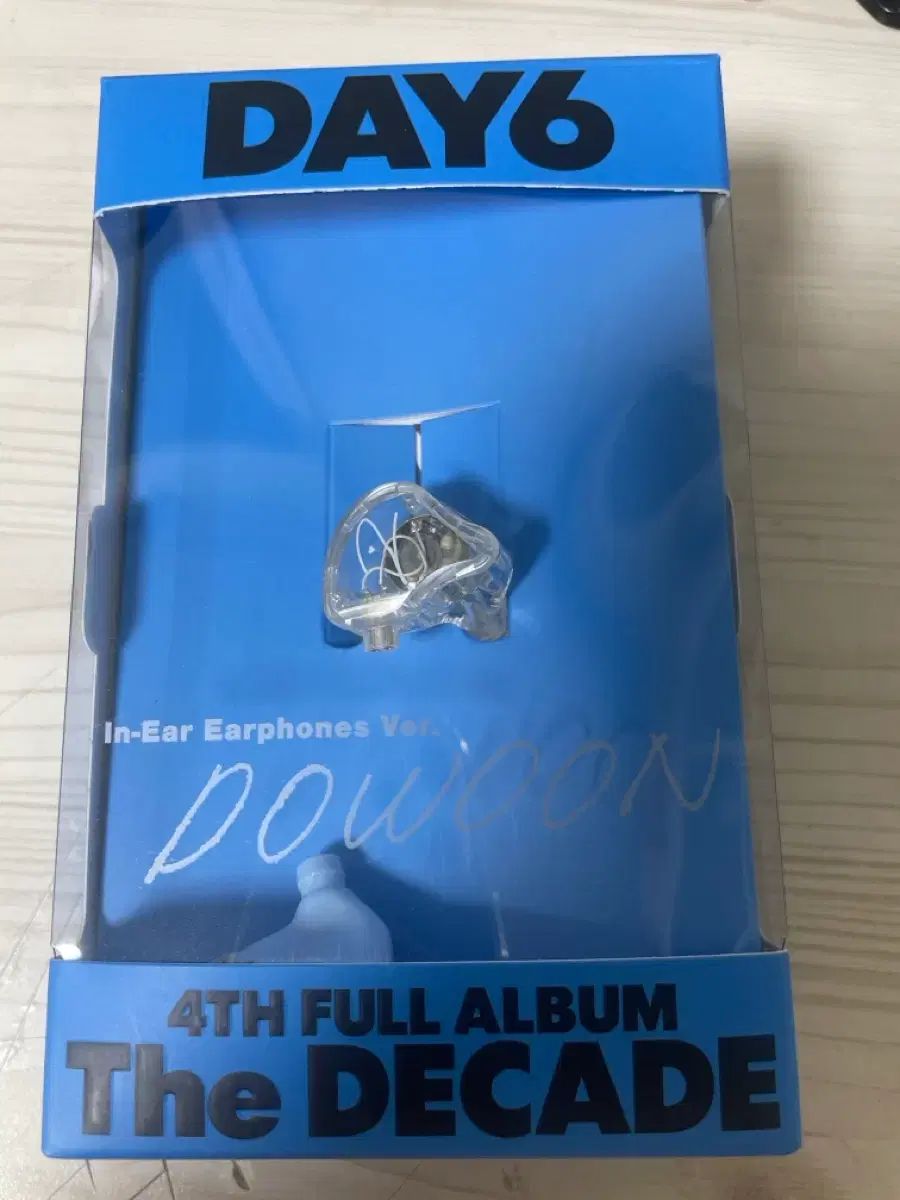 DAY6
In-Ear Earphones Ver.
DOWOON
4TH FULL ALBUM
The DECADE